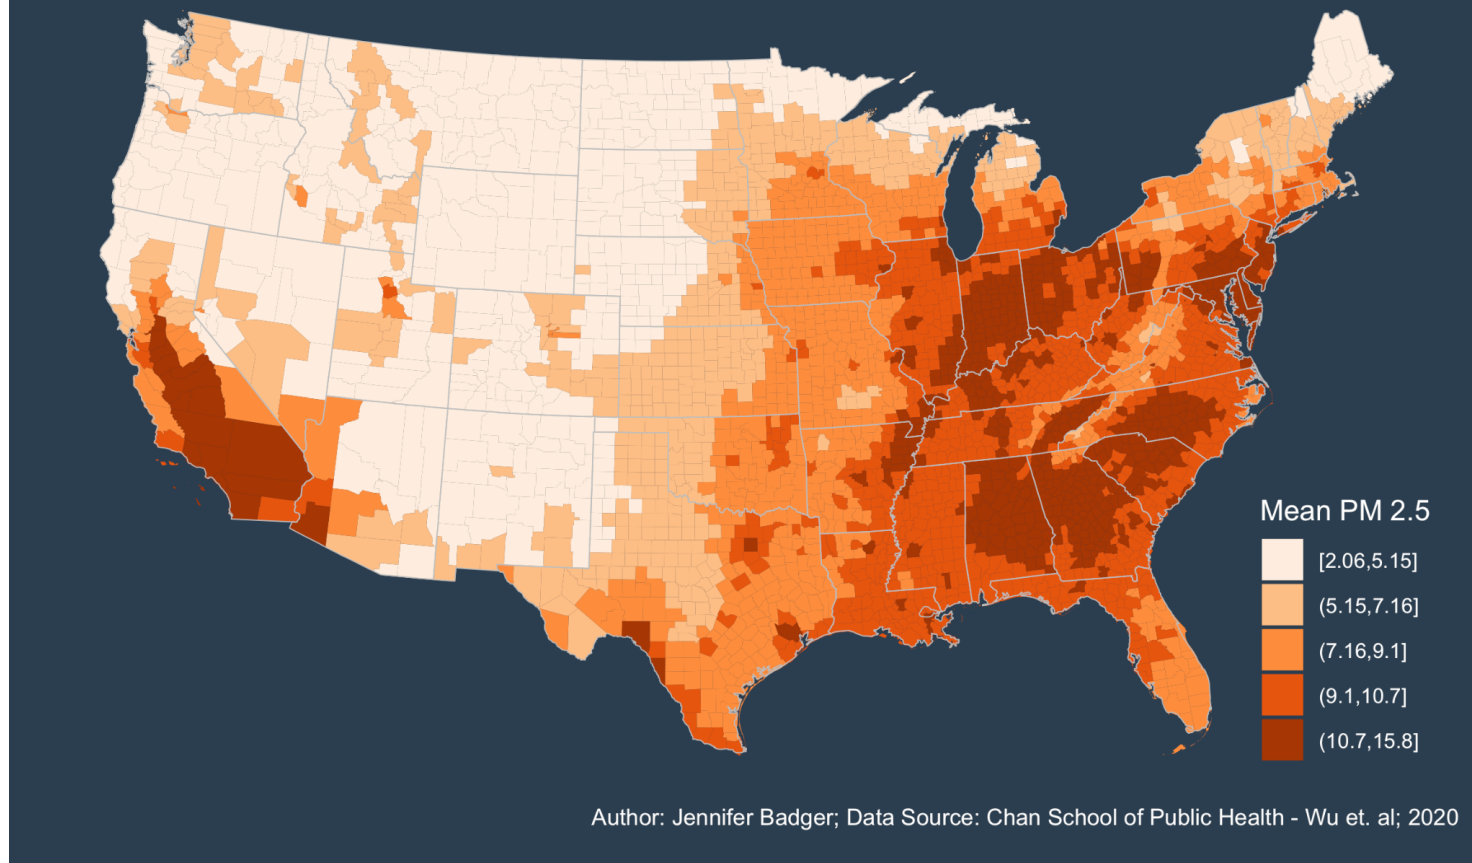 Mean PM 2.5
[2.06,5.15]
(5.15,7.16]
(7.16,9.1]
(9.1,10.7]
(10.7,15.8]
Author: Jennifer Badger; Data Source: Chan School of Public Health - Wu et. al; 2020